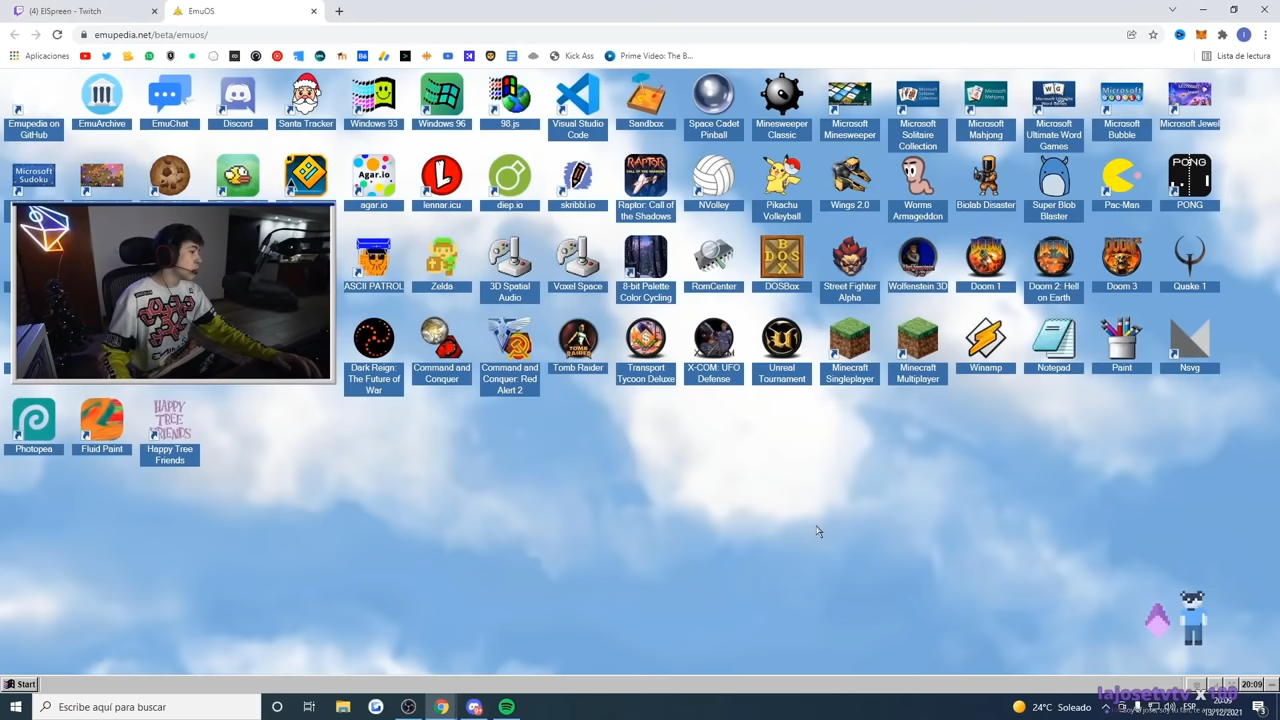 (4) ElSpreen - Twitch
EmuOS
emupedia.net/beta/emuos/
Aplicaciones
Kick Ass
Prime Video: The B...
Lista de lectura
Emupedia on GitHub
EmuArchive
EmuChat
Discord
Santa Tracker
Windows 93
Windows 96
98.js
Visual Studio Code
Sandbox
Space Cadet Pinball
Minesweeper Classic
Microsoft Minesweeper
Microsoft Solitaire Collection
Microsoft Mahjong
Microsoft Ultimate Word Games
Microsoft Bubble
Microsoft Jewel
Microsoft Sudoku
Agar.io
agar.io
lennar.icu
diep.io
skribbl.io
RAPTOR
Raptor: Call of the Shadows
NVolley
Pikachu Volleyball
Wings 2.0
Worms Armageddon
Biolab Disaster
Super Blob Blaster
Pac-Man
PONG
PONG
ASCII PATROL
Zelda
3D Spatial Audio
Voxel Space
8-bit Palette Color Cycling
RomCenter
DOSBox
Street Fighter Alpha
Wolfenstein 3D
Doom 1
Doom 2: Hell on Earth
Doom 3
Quake 1
Dark Reign: The Future of War
Command and Conquer
Command and Conquer: Red Alert 2
Tomb Raider
Transport Tycoon Deluxe
X-COM: UFO Defense
Unreal Tournament
Minecraft Singleplayer
Minecraft Multiplayer
Winamp
Notepad
Paint
Nsvg
Photopea
Fluid Paint
HAPPY TREE FRIENDS
Happy Tree Friends
Start
20:09
lalosetvtv x100
Escribe aquí para buscar
24°C Soleado
ESP
20:09
13/12/2021